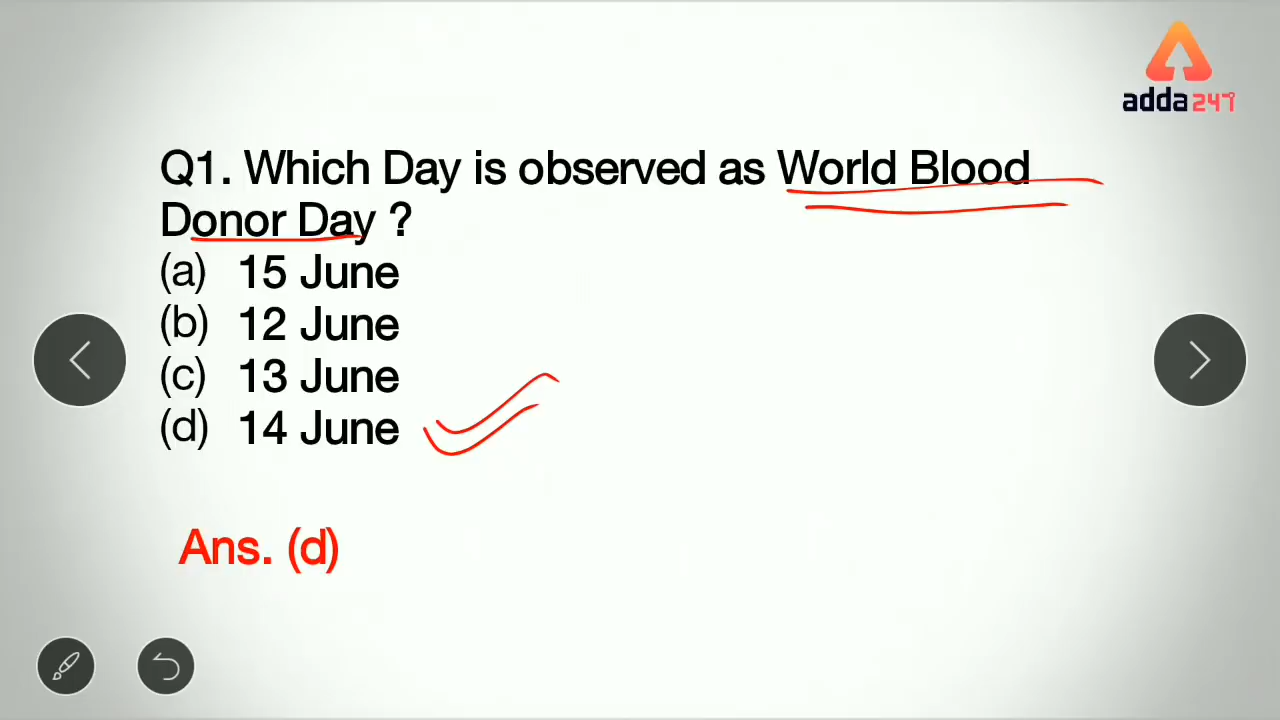 adda247
Q1. Which Day is observed as World Blood
Donor Day ?
(a) 15 June
(b) 12 June
(c) 13 June
(d) 14 June
Ans. (d)